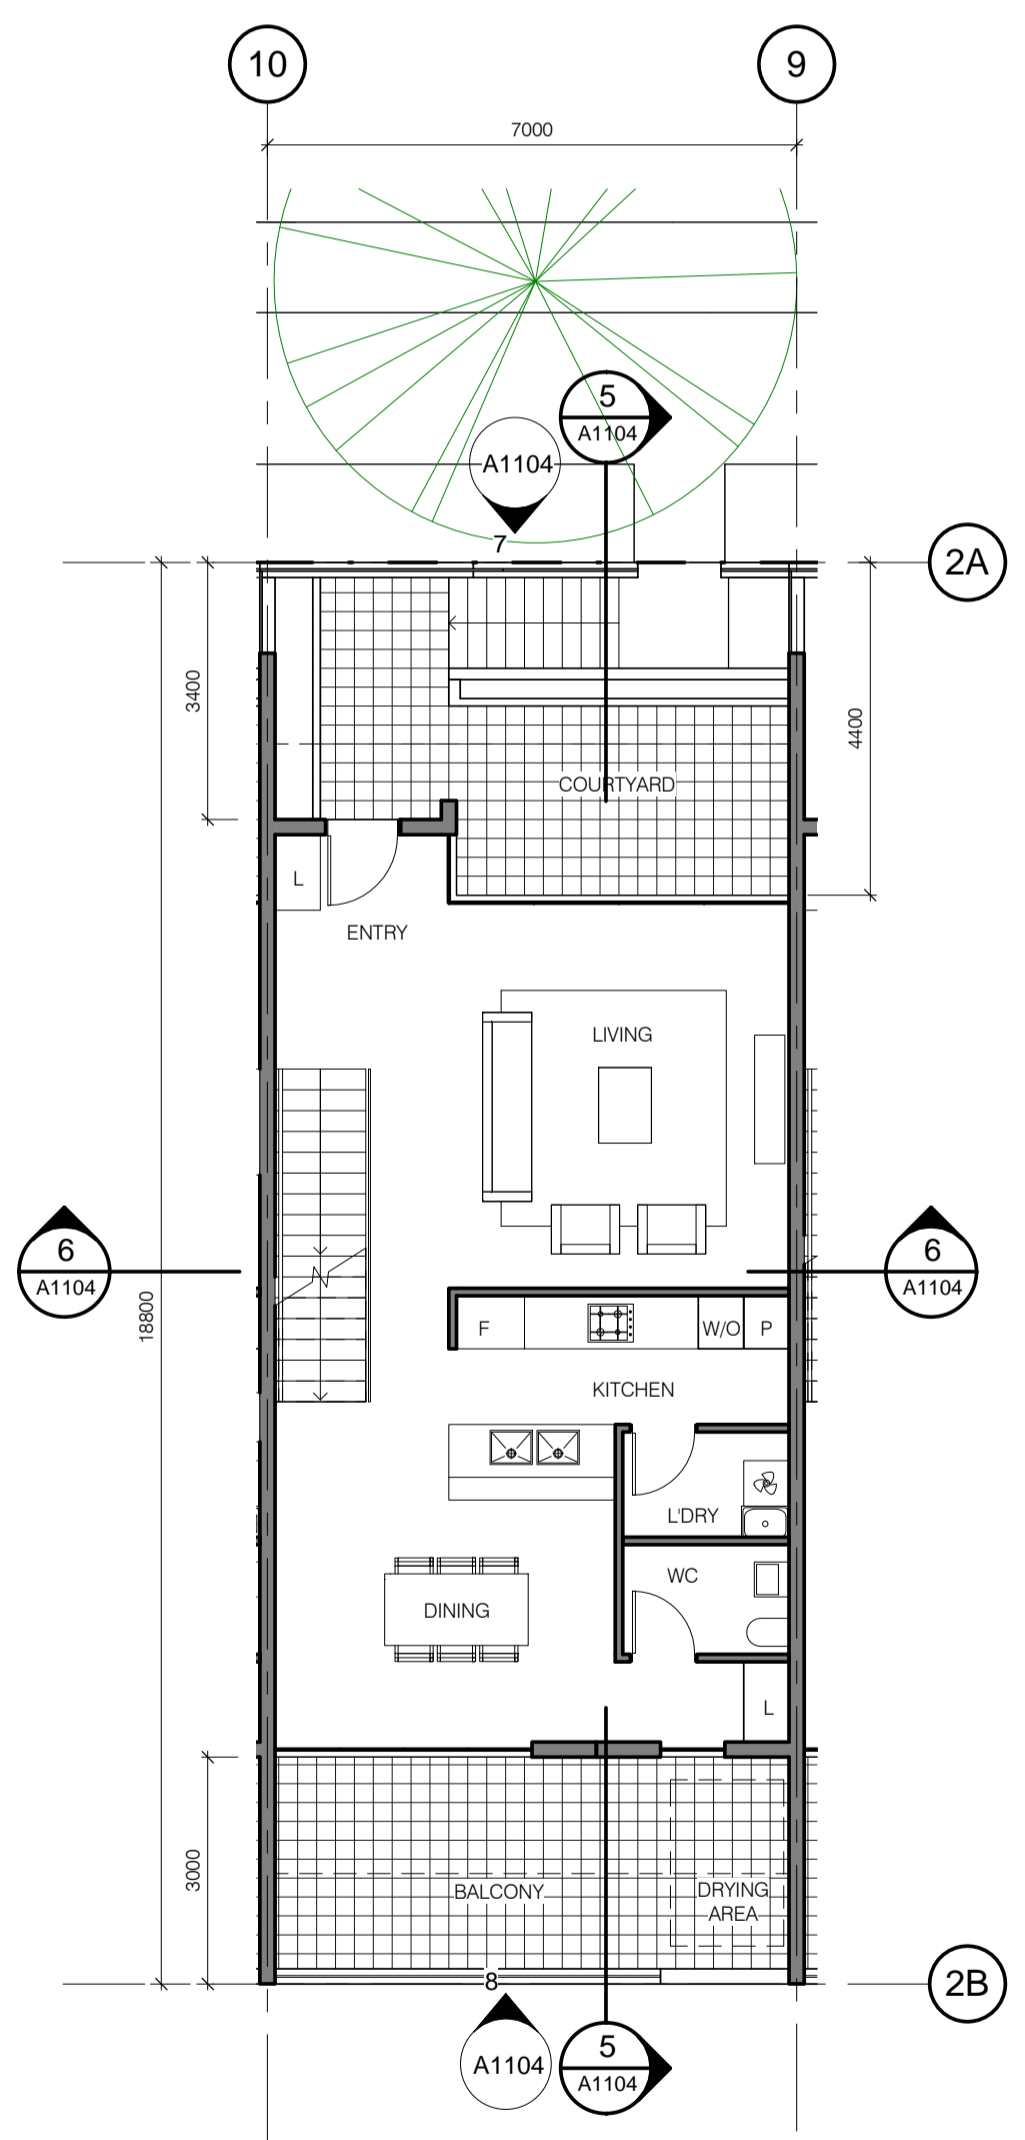 10
9
7000
5
A1104
A1104
7
2A
3400
4400
COURTYARD
L
ENTRY
LIVING
6
A1104
6
A1104
18800
F
W/O
P
KITCHEN
L'DRY
WC
DINING
L
3000
BALCONY
DRYING
AREA
8
2B
A1104
5
A1104